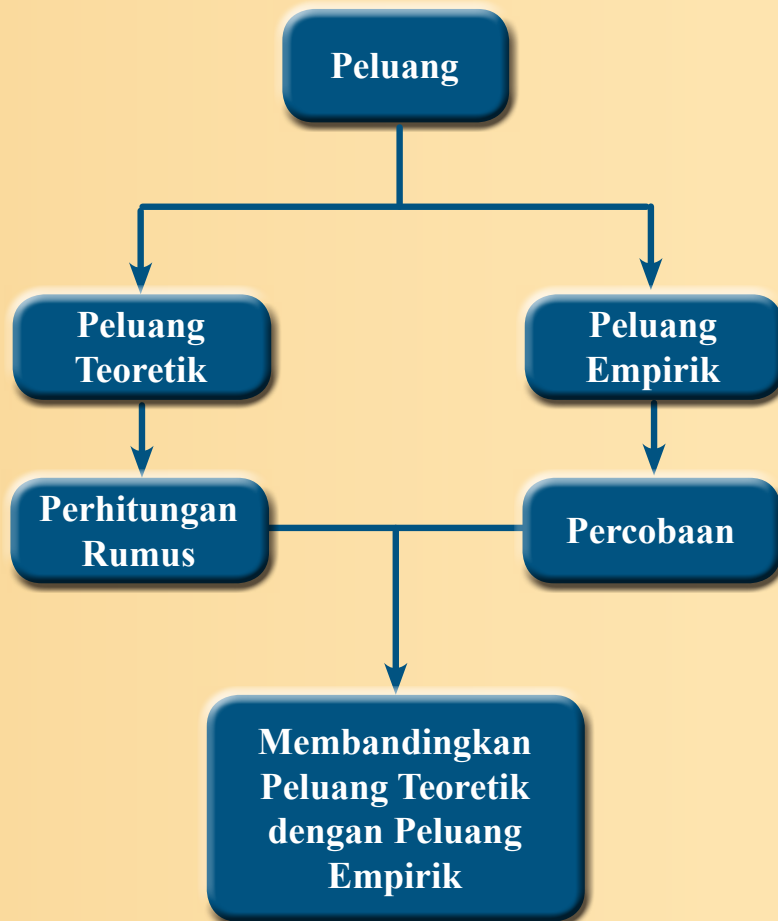 Peluang
Peluang
Teoretik
Peluang
Empirik
Perhitungan
Rumus
Percobaan
Membandingkan
Peluang Teoretik
dengan Peluang
Empirik